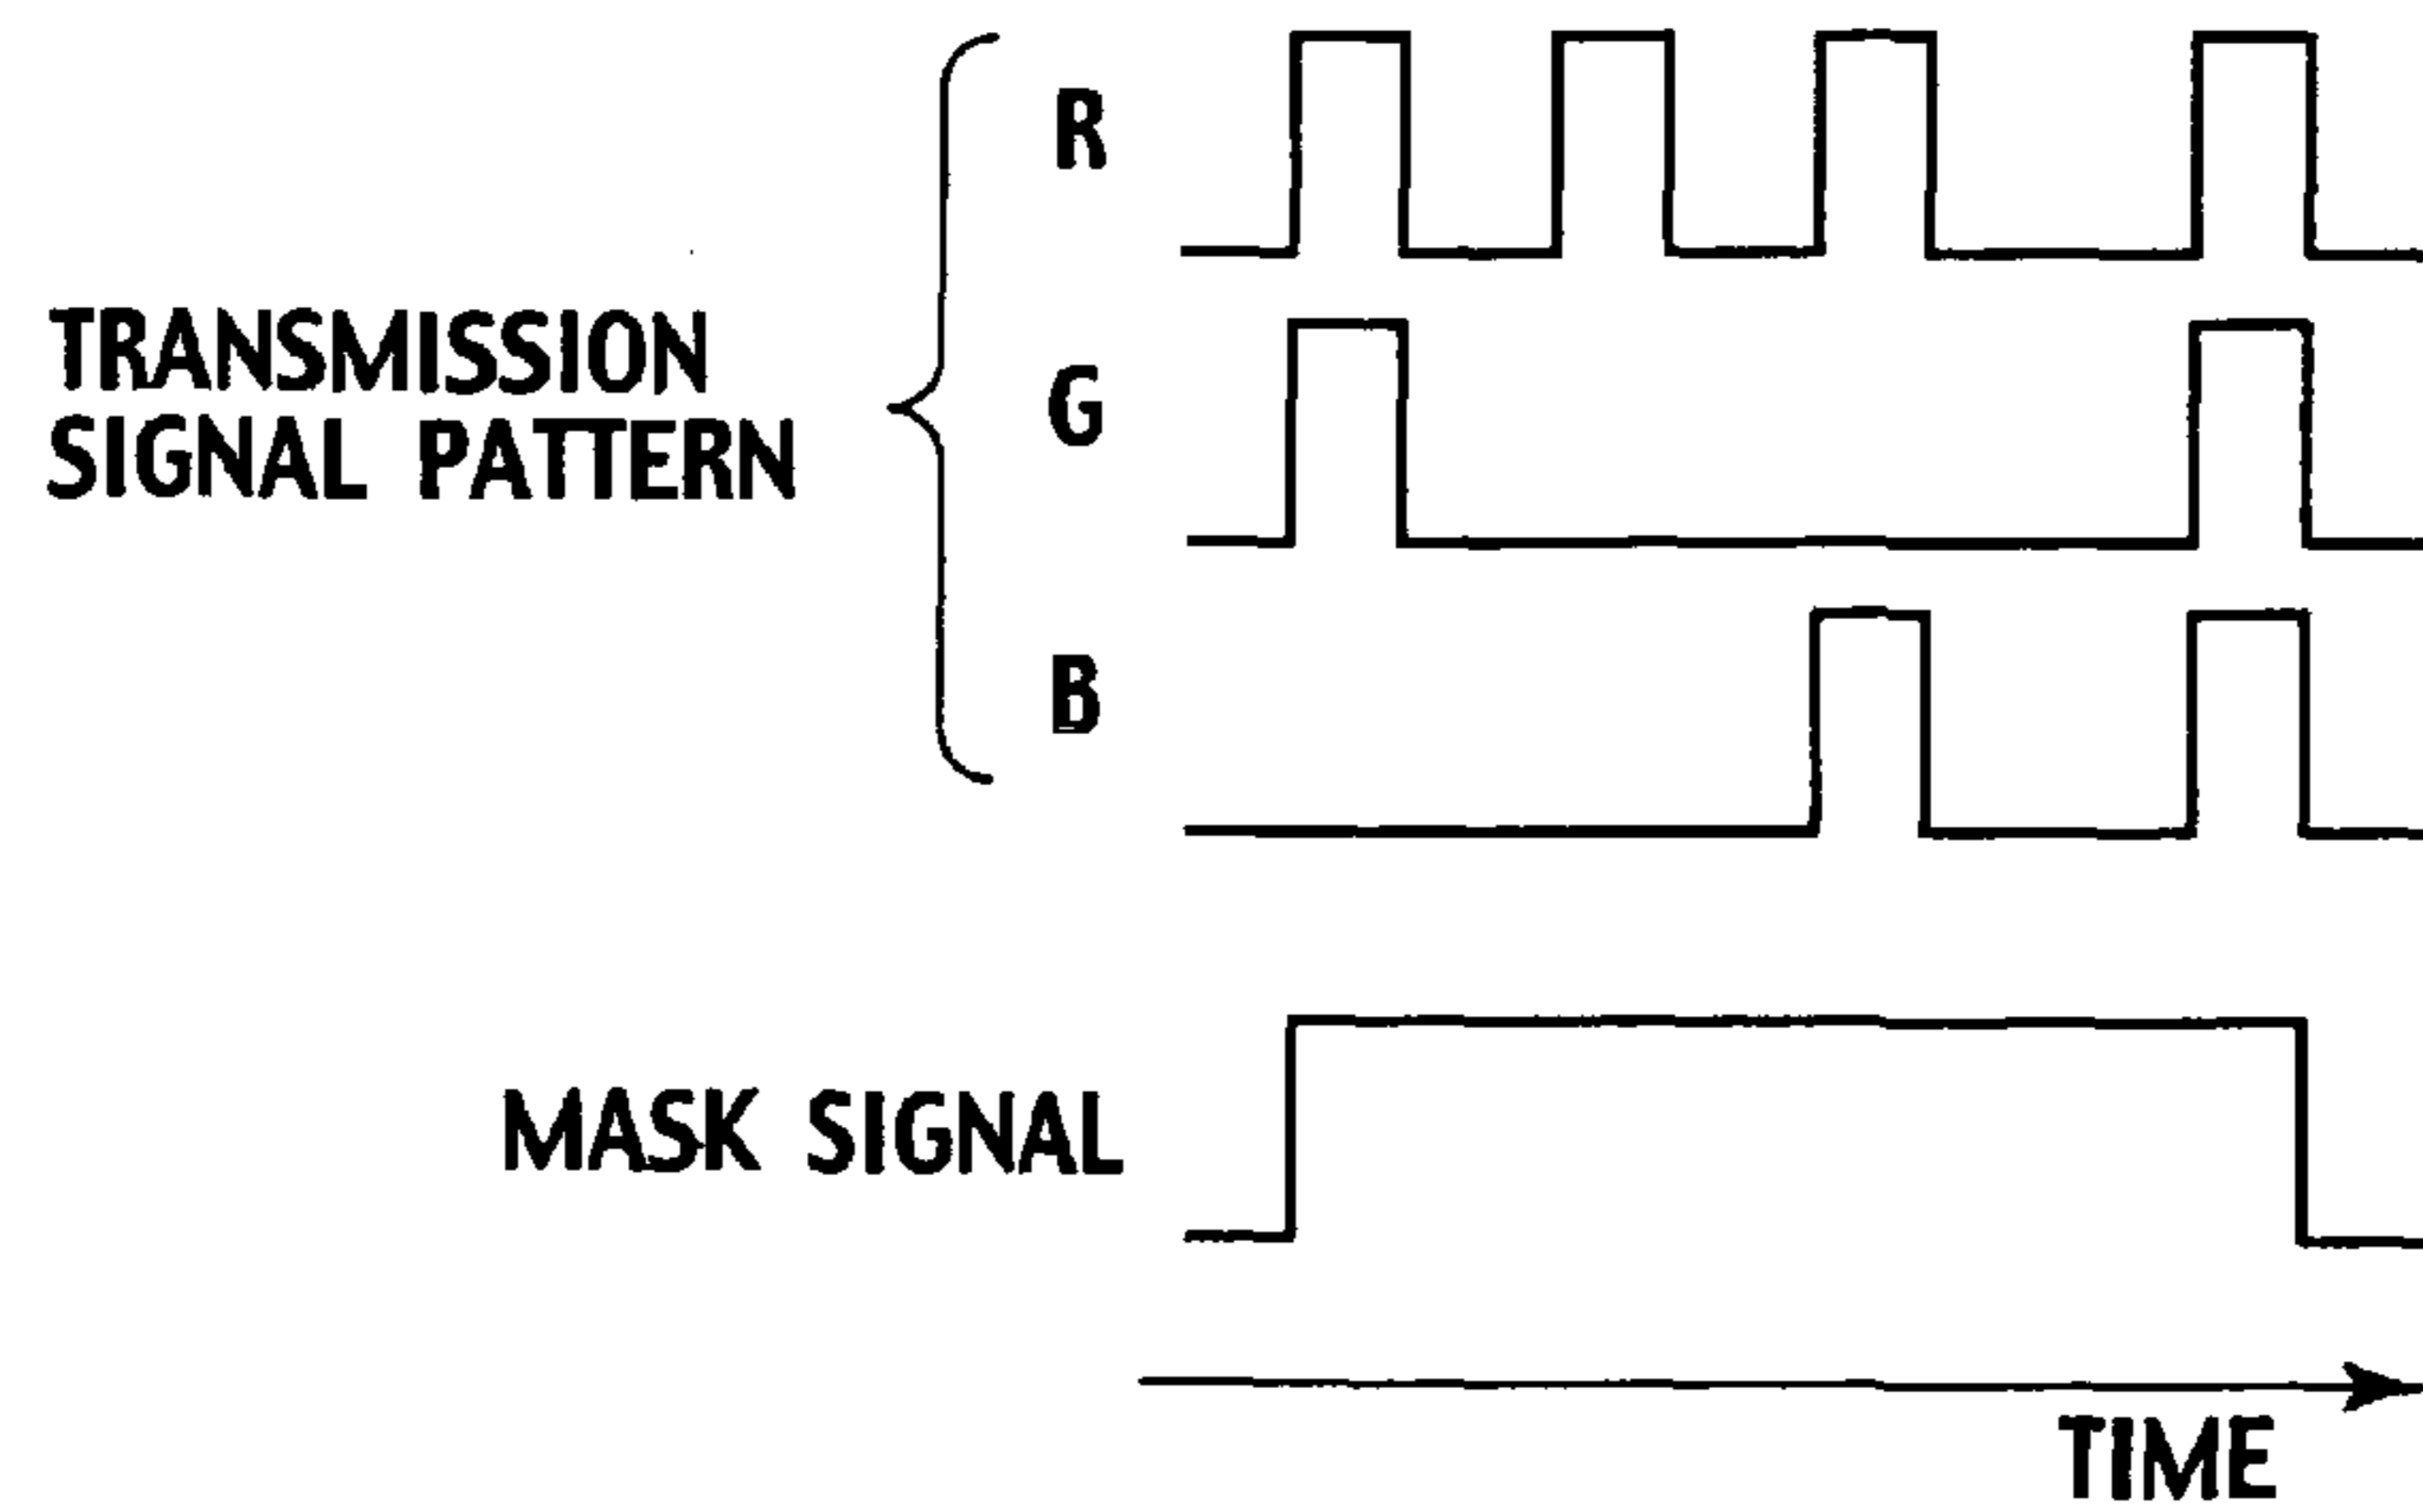 R
TRANSMISSION
SIGNAL PATTERN
G
B
MASK SIGNAL
TIME